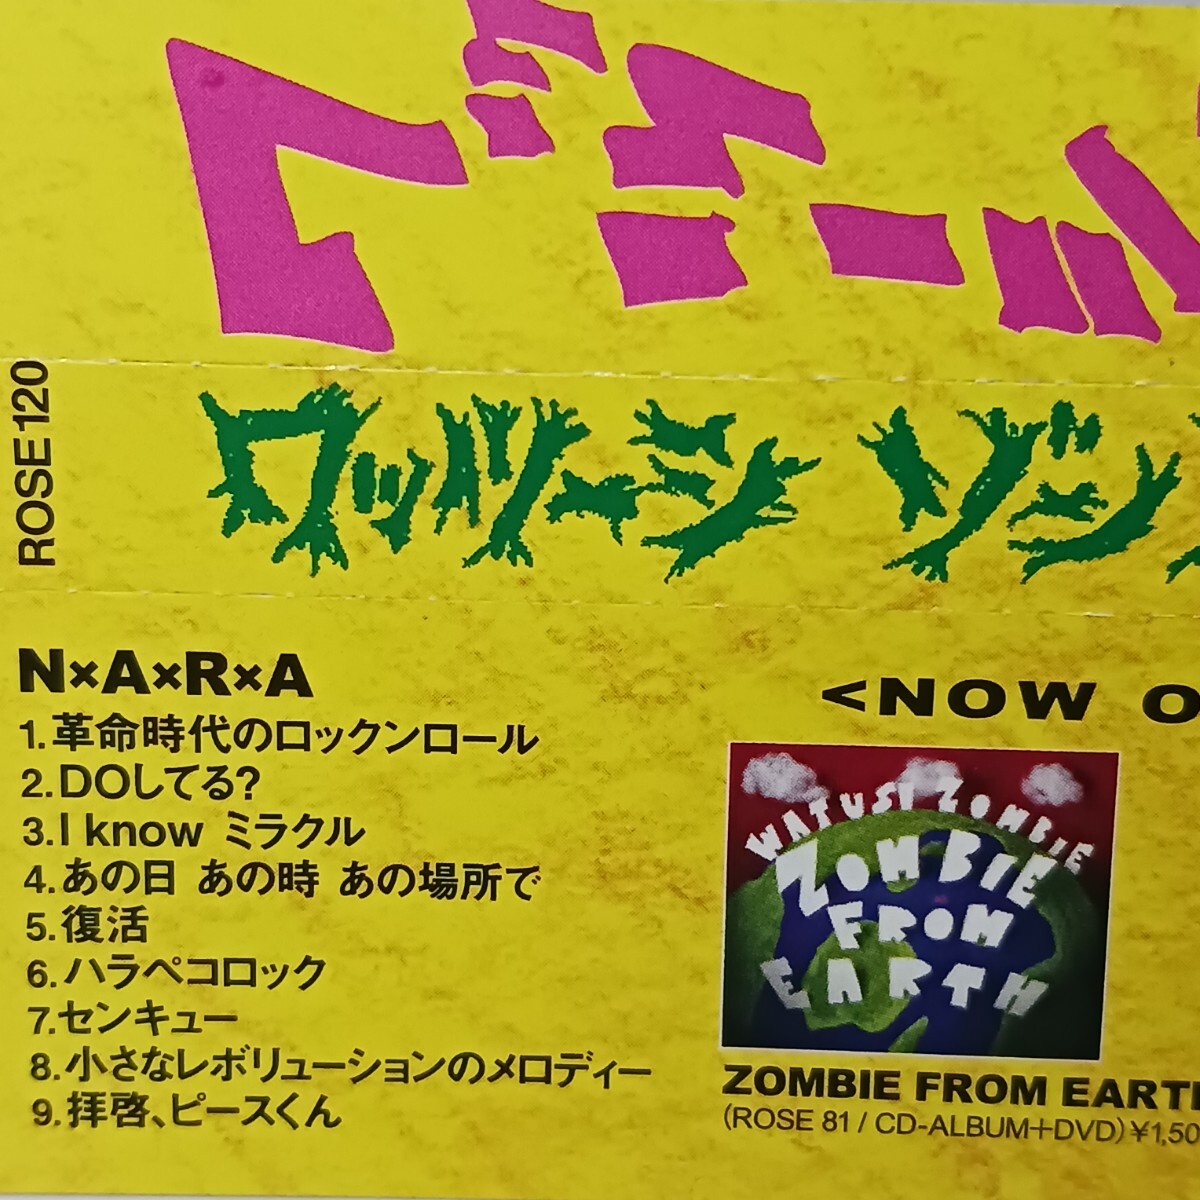 ROSE 120
ワッツーシ ゾン
N×A×R×A
1.革命時代のロックンロール
2.DOしてる?
3.I know ミラクル
4.あの日 あの時 あの場所で
5.復活
6.ハラペコロック
7.センキュー
8.小さなレボリューションのメロディー
9.拝啓、ピースくん
<NOW O
WATUSI ZOMBIE
ZOMBIE
FROM
EARTH
ZOMBIE FROM EARTH
(ROSE 81 / CD-ALBUM+DVD)¥1,50